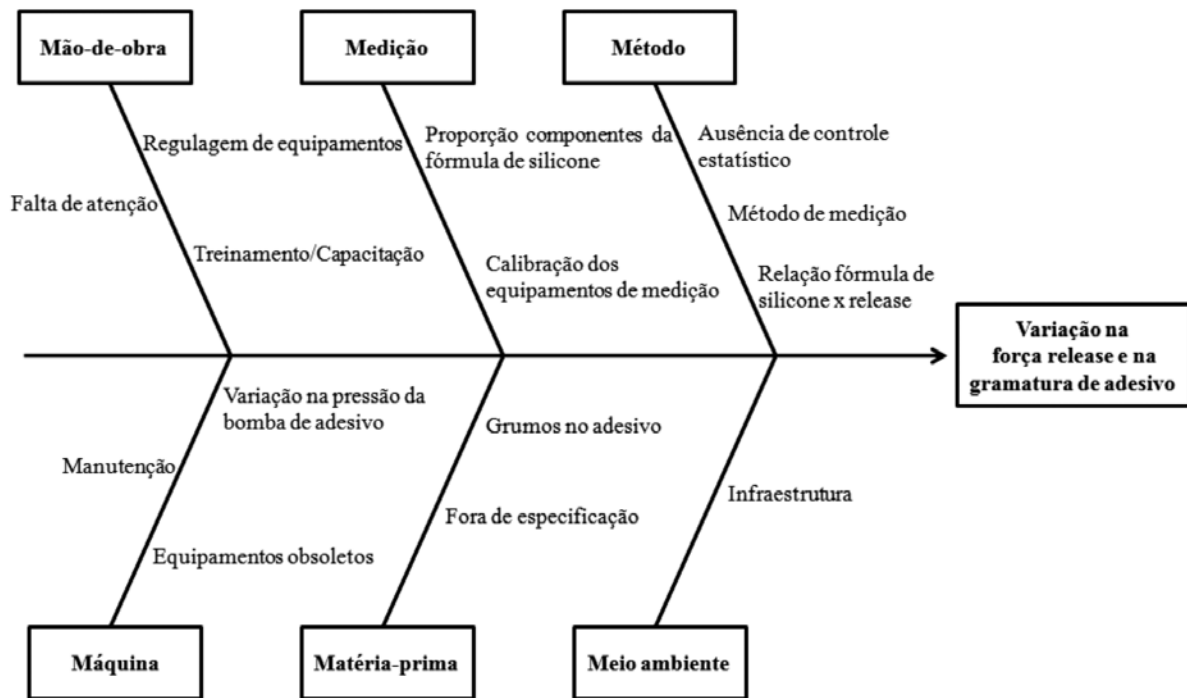 Mão-de-obra
Medição
Método
Regulagem de equipamentos
Falta de atenção
Treinamento/Capacitação
Proporção componentes da
fórmula de silicone
Calibração dos
equipamentos de medição
Ausência de controle
estatístico
Método de medição
Relação fórmula de
silicone x release
Variação na
força release e na
gramatura de adesivo
Variação na pressão da
bomba de adesivo
Manutenção
Equipamentos obsoletos
Grumos no adesivo
Fora de especificação
Infraestrutura
Máquina
Matéria-prima
Meio ambiente